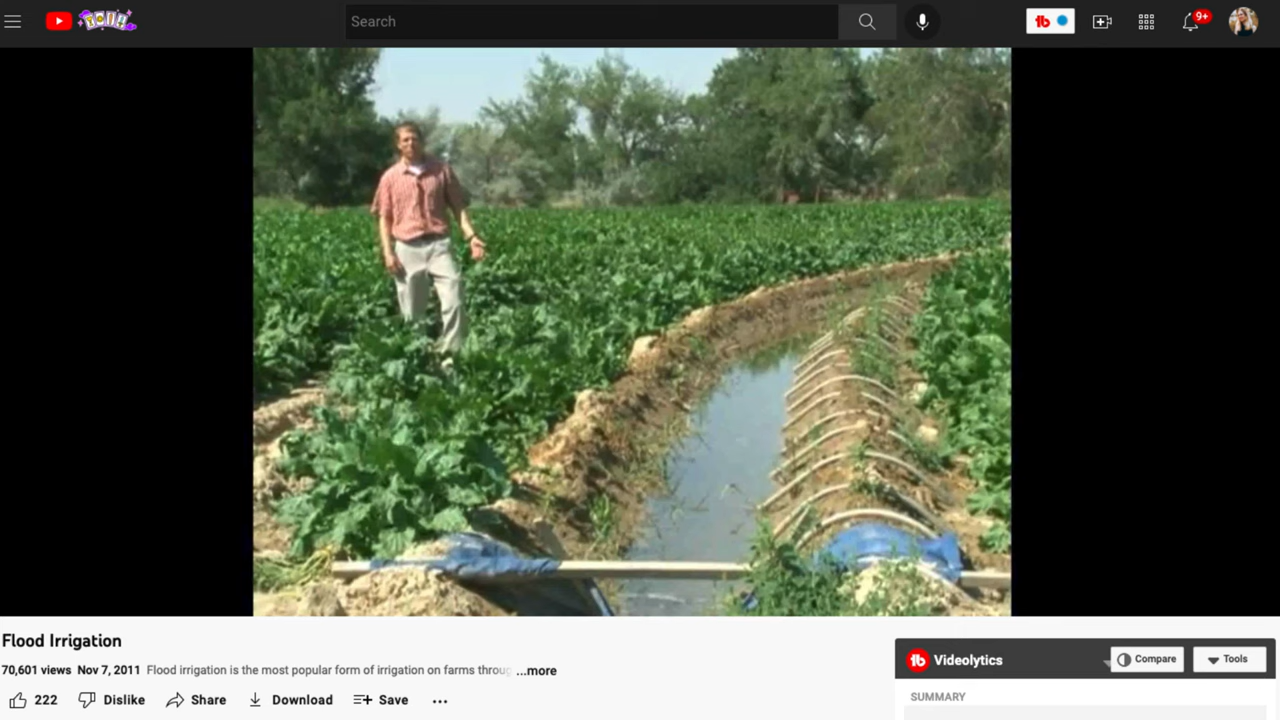 Search
9+
Flood Irrigation
70,601 views Nov 7, 2011 Flood irrigation is the most popular form of irrigation on farms ...more
222 Dislike Share Download Save
Videolytics
Compare
Tools
SUMMARY